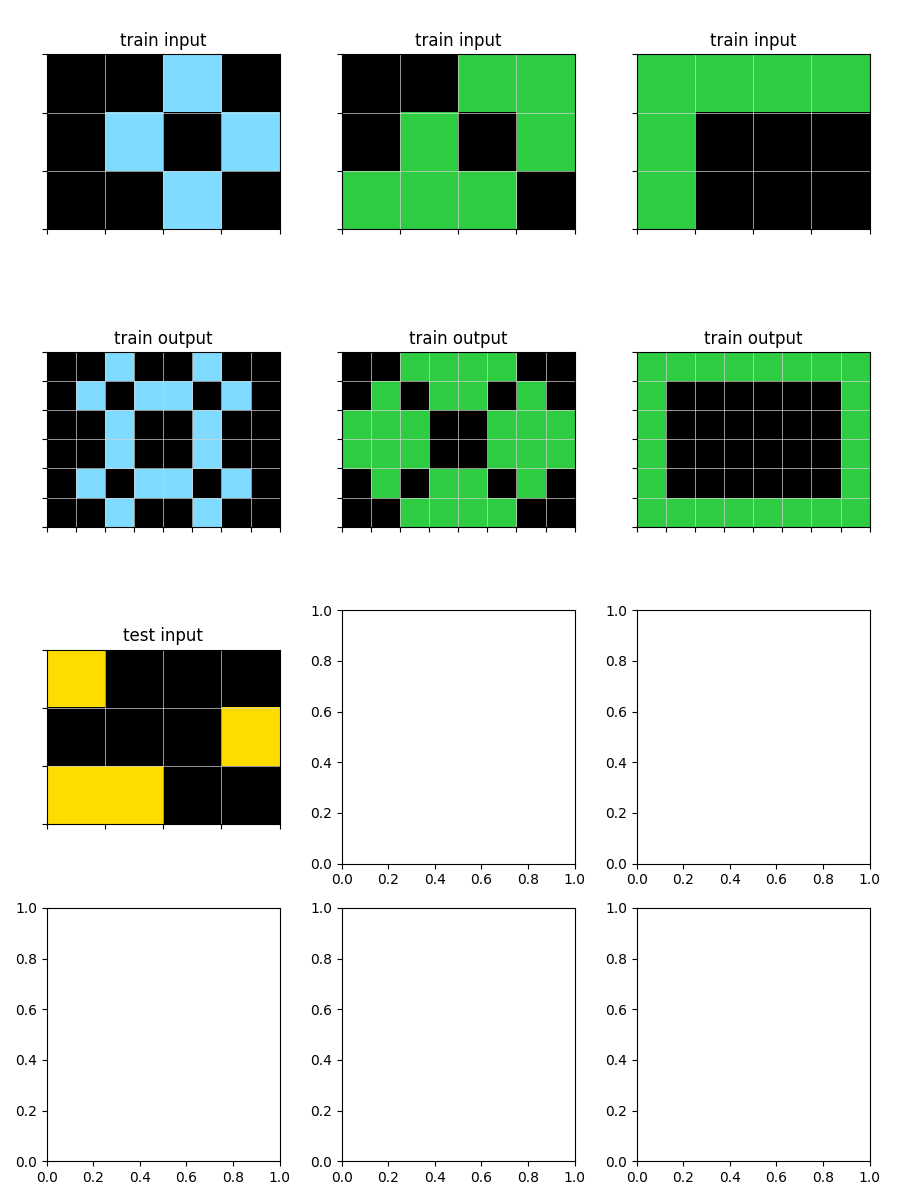 train input train input train input
train output train output train output
test input
1.0 1.0
0.8 0.8
0.6 0.6
0.4 0.4
0.2 0.2
0.0 0.0
0.0 0.2 0.4 0.6 0.8 1.0 0.0 0.2 0.4 0.6 0.8 1.0
1.0 1.0 1.0
0.8 0.8 0.8
0.6 0.6 0.6
0.4 0.4 0.4
0.2 0.2 0.2
0.0 0.0 0.0
0.0 0.2 0.4 0.6 0.8 1.0 0.0 0.2 0.4 0.6 0.8 1.0 0.0 0.2 0.4 0.6 0.8 1.0